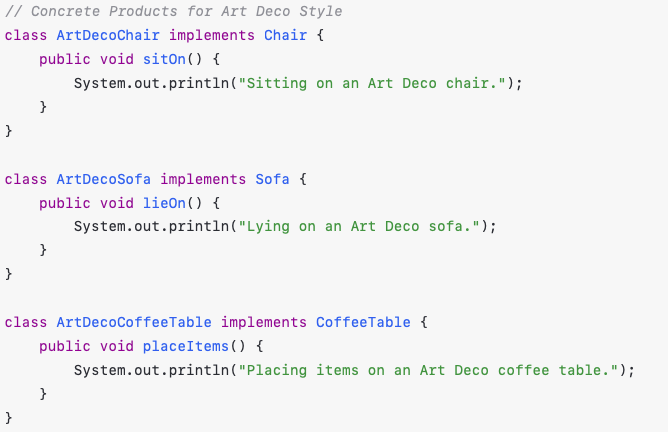 // Concrete Products for Art Deco Style
class ArtDecoChair implements Chair {
    public void sitOn() {
        System.out.println("Sitting on an Art Deco chair.");
    }
}

class ArtDecoSofa implements Sofa {
    public void lieOn() {
        System.out.println("Lying on an Art Deco sofa.");
    }
}

class ArtDecoCoffeeTable implements CoffeeTable {
    public void placeItems() {
        System.out.println("Placing items on an Art Deco coffee table.");
    }
}